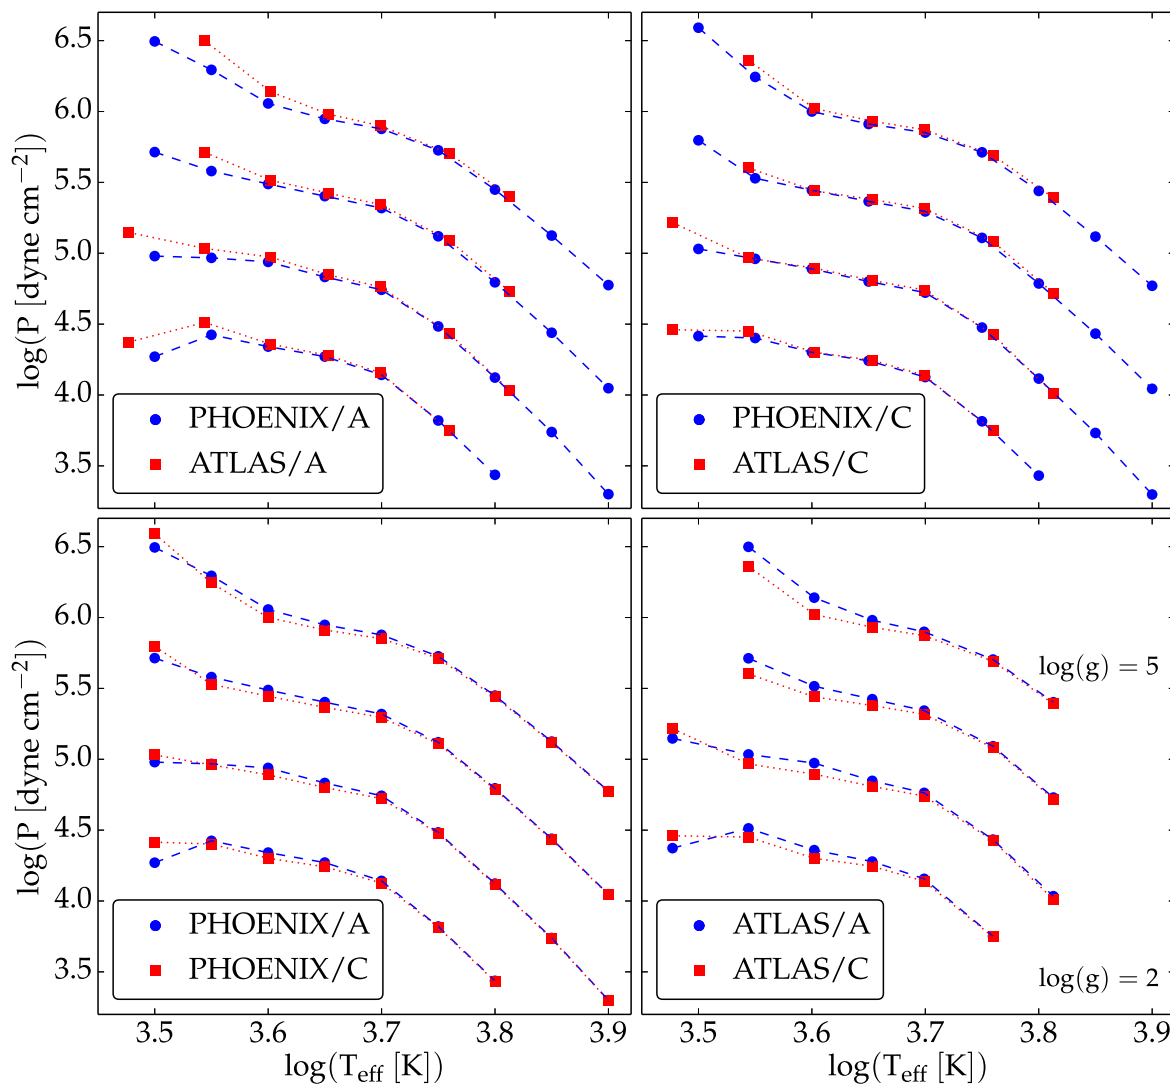 6.5
6.0
5.5
5.0
4.5
4.0
3.5
log(P [dyne cm⁻²])
PHOENIX/A
ATLAS/A
PHOENIX/C
ATLAS/C
6.5
6.0
5.5
5.0
4.5
4.0
3.5
log(P [dyne cm⁻²])
PHOENIX/A
PHOENIX/C
log(g) = 5
ATLAS/A
ATLAS/C
log(g) = 2
3.5 3.6 3.7 3.8 3.9
3.5 3.6 3.7 3.8 3.9
log(T_eff [K])
log(T_eff [K])